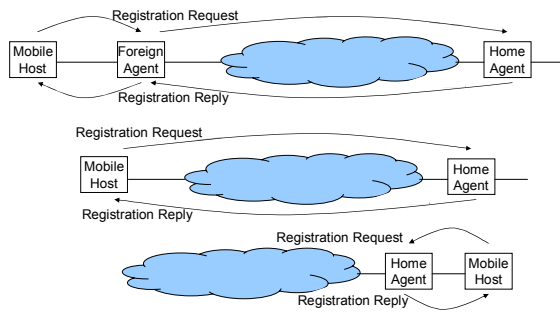 Registration Request
Mobile
Host
Foreign
Agent
Home
Agent
Registration Reply
Registration Request
Mobile
Host
Home
Agent
Registration Reply
Registration Request
Home
Agent
Mobile
Host
Registration Reply